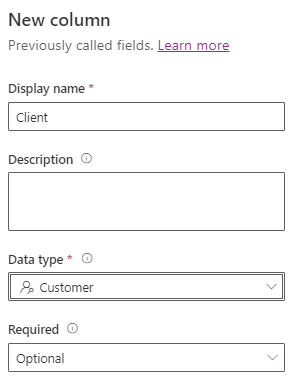 New column
Previously called fields. Learn more
Display name *
Client
Description
Data type *
Customer
Required
Optional